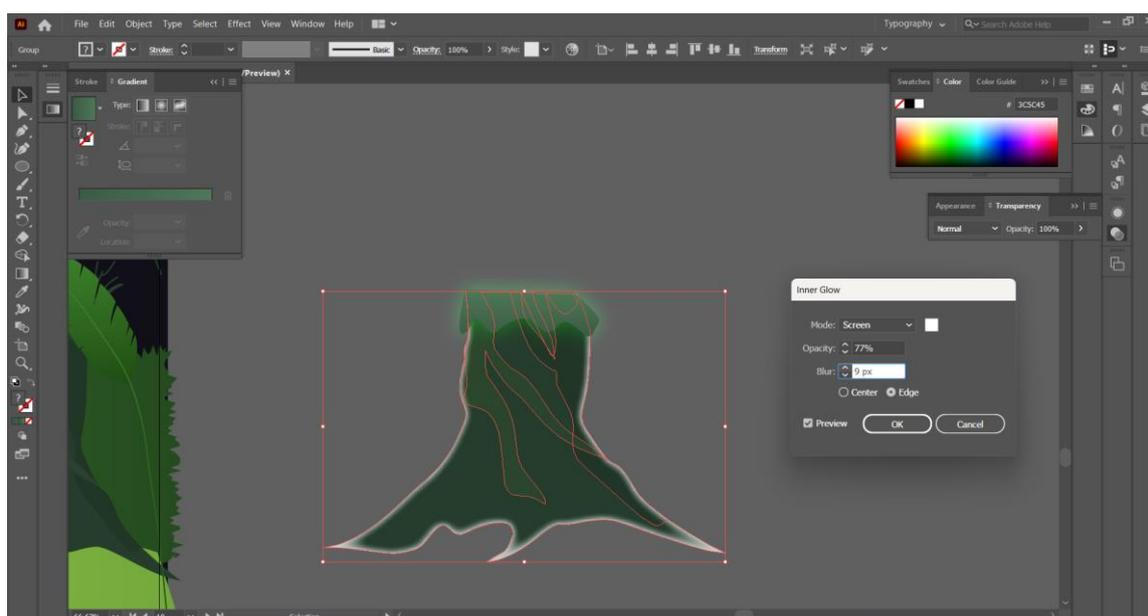 Ai File Edit Object Type Select Effect View Window Help Typography Search Adobe Help
Group ? Stroke: Basic Opacity: 100% Style: Transform
Stroke Gradient /Preview) ×
Type:
Stroke:
?
Opacity:
Location:
Swatches Color Color Guide
# 3C5C45
Appearance Transparency
Normal Opacity: 100%
Inner Glow
Mode: Screen
Opacity: 77%
Blur: 9 px
Center Edge
Preview OK Cancel